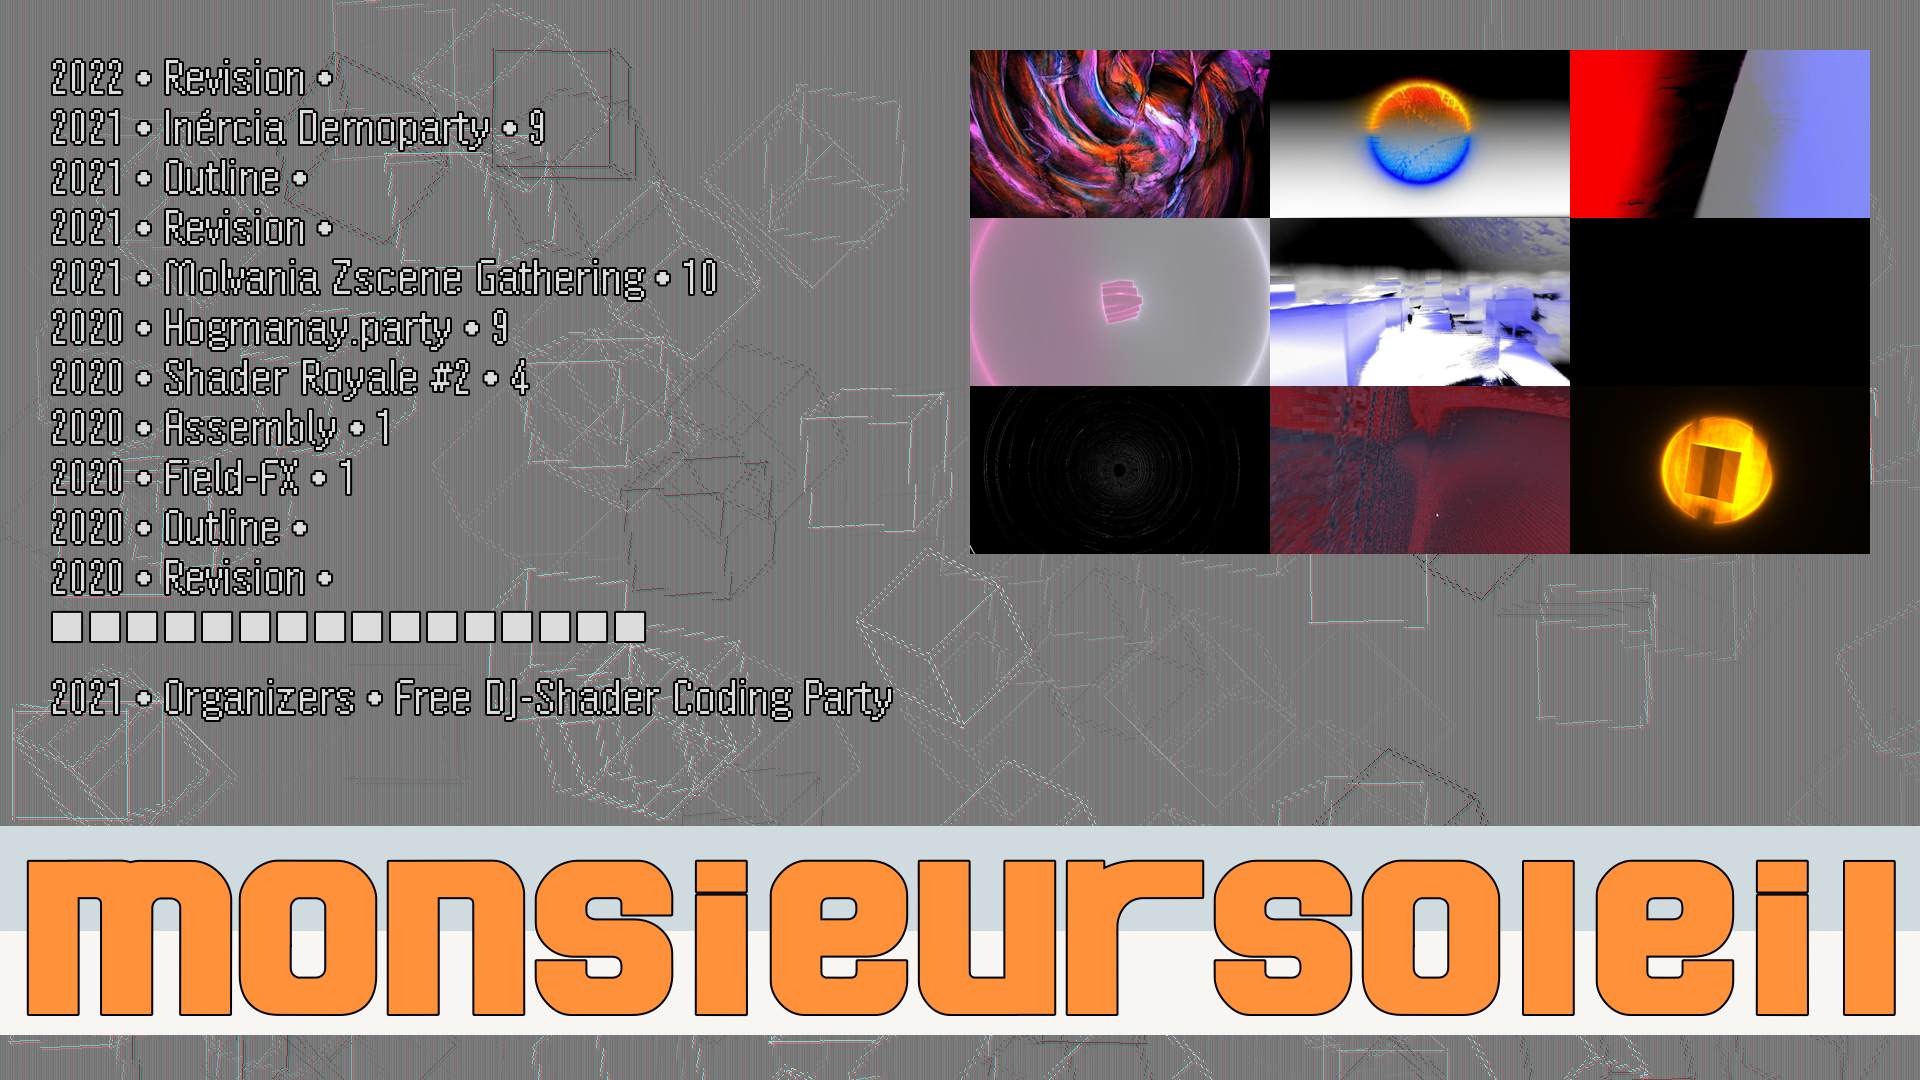 2022 • Revision •
2021 • Inércia Demoparty • 9
2021 • Outline •
2021 • Revision •
2021 • Molvania Zscene Gathering • 10
2020 • Hogmanay.party • 9
2020 • Shader Royale #2 • 4
2020 • Assembly • 1
2020 • Field-FX • 1
2020 • Outline •
2020 • Revision •
2021 • Organizers • Free DJ-Shader Coding Party
monsieursoleil